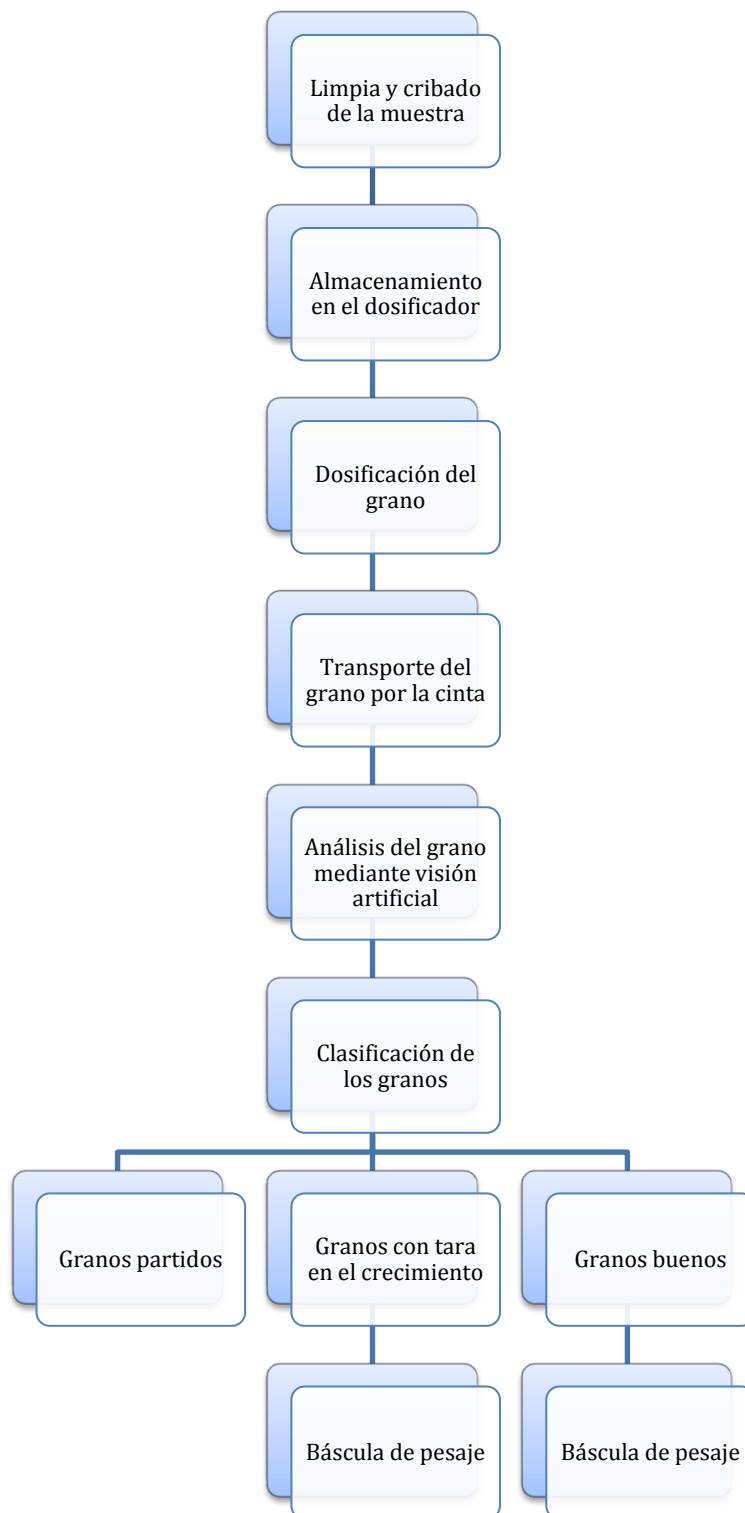 Limpia y cribado
de la muestra
Almacenamiento
en el dosificador
Dosificación del
grano
Transporte del
grano por la cinta
Análisis del grano
mediante visión
artificial
Clasificación de
los granos
Granos partidos
Granos con tara
en el crecimiento
Granos buenos
Báscula de pesaje
Báscula de pesaje